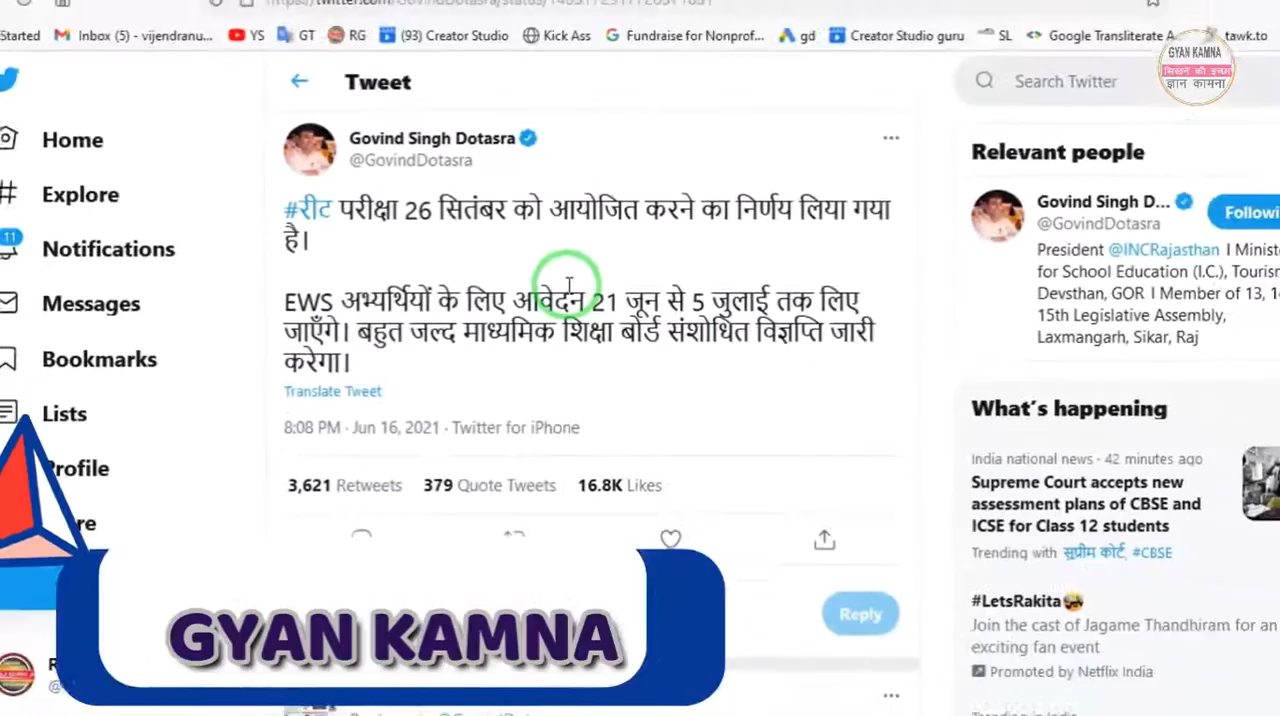 Started
Inbox (5) - vijendranu...
YS
GT
RG
(93) Creator Studio
Kick Ass
Fundraise for Nonprof...
gd
Creator Studio guru
SL
Google Transliterate
tawk.to
GYAN KAMNA
सिखने की इच्छा
ज्ञान कामना
Home
Explore
11
Notifications
Messages
Bookmarks
Lists
Profile
Tweet
Govind Singh Dotasra
@GovindDotasra
#रीट परीक्षा 26 सितंबर को आयोजित करने का निर्णय लिया गया
है।
EWS अभ्यर्थियों के लिए आवेदन 21 जून से 5 जुलाई तक लिए
जाएँगे। बहुत जल्द माध्यमिक शिक्षा बोर्ड संशोधित विज्ञप्ति जारी
करेगा।
Translate Tweet
8:08 PM · Jun 16, 2021 · Twitter for iPhone
3,621 Retweets 379 Quote Tweets 16.8K Likes
Reply
GYAN KAMNA
Search Twitter
Relevant people
Govind Singh D...
@GovindDotasra
Followi
President @INCRajasthan I Minist
for School Education (I.C.), Tourism
Devsthan, GOR I Member of 13, 1
15th Legislative Assembly,
Laxmangarh, Sikar, Raj
What's happening
India national news · 42 minutes ago
Supreme Court accepts new
assessment plans of CBSE and
ICSE for Class 12 students
Trending with सुप्रीम कोर्ट, #CBSE
#LetsRakita
Join the cast of Jagame Thandhiram for an
exciting fan event
Promoted by Netflix India